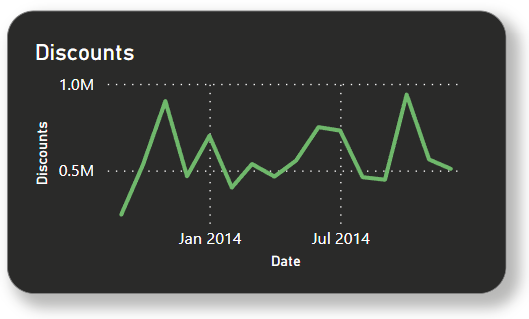 Discounts
1.0M
Discounts
0.5M
Jan 2014 Jul 2014
Date